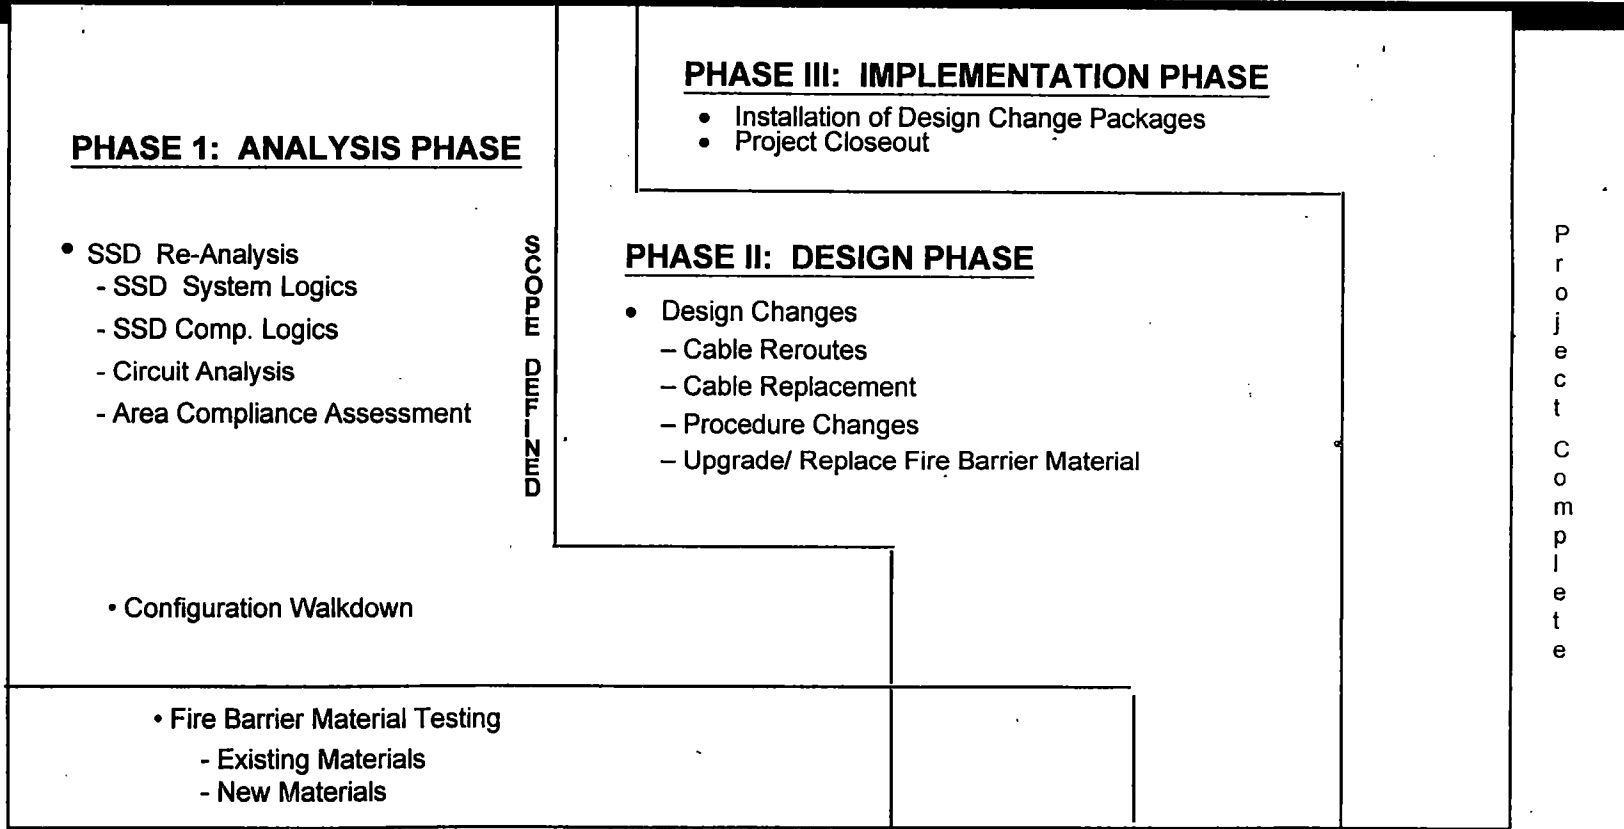 PHASE 1: ANALYSIS PHASE
• SSD Re-Analysis
- SSD System Logics
- SSD Comp. Logics
- Circuit Analysis
- Area Compliance Assessment
• Configuration Walkdown
• Fire Barrier Material Testing
- Existing Materials
- New Materials
SCOPE DEFINED
PHASE III: IMPLEMENTATION PHASE
• Installation of Design Change Packages
• Project Closeout
PHASE II: DESIGN PHASE
• Design Changes
– Cable Reroutes
– Cable Replacement
– Procedure Changes
– Upgrade/ Replace Fire Barrier Material
Project Complete